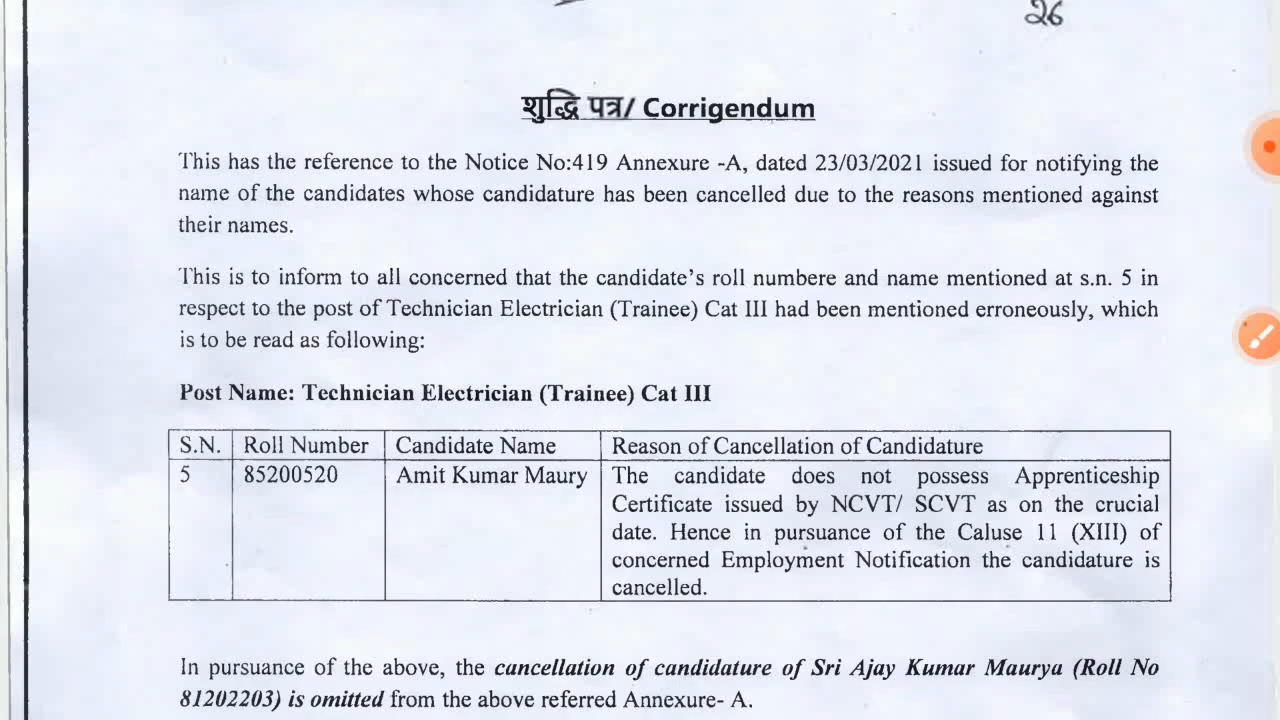 26
शुद्धि पत्र/ Corrigendum
This has the reference to the Notice No:419 Annexure -A, dated 23/03/2021 issued for notifying the
name of the candidates whose candidature has been cancelled due to the reasons mentioned against
their names.
This is to inform to all concerned that the candidate's roll numbere and name mentioned at s.n. 5 in
respect to the post of Technician Electrician (Trainee) Cat III had been mentioned erroneously, which
is to be read as following:
Post Name: Technician Electrician (Trainee) Cat III
S.N. Roll Number Candidate Name Reason of Cancellation of Candidature
5 85200520 Amit Kumar Maury The candidate does not possess Apprenticeship
Certificate issued by NCVT/ SCVT as on the crucial
date. Hence in pursuance of the Caluse 11 (XIII) of
concerned Employment Notification the candidature is
cancelled.
In pursuance of the above, the cancellation of candidature of Sri Ajay Kumar Maurya (Roll No
81202203) is omitted from the above referred Annexure- A.